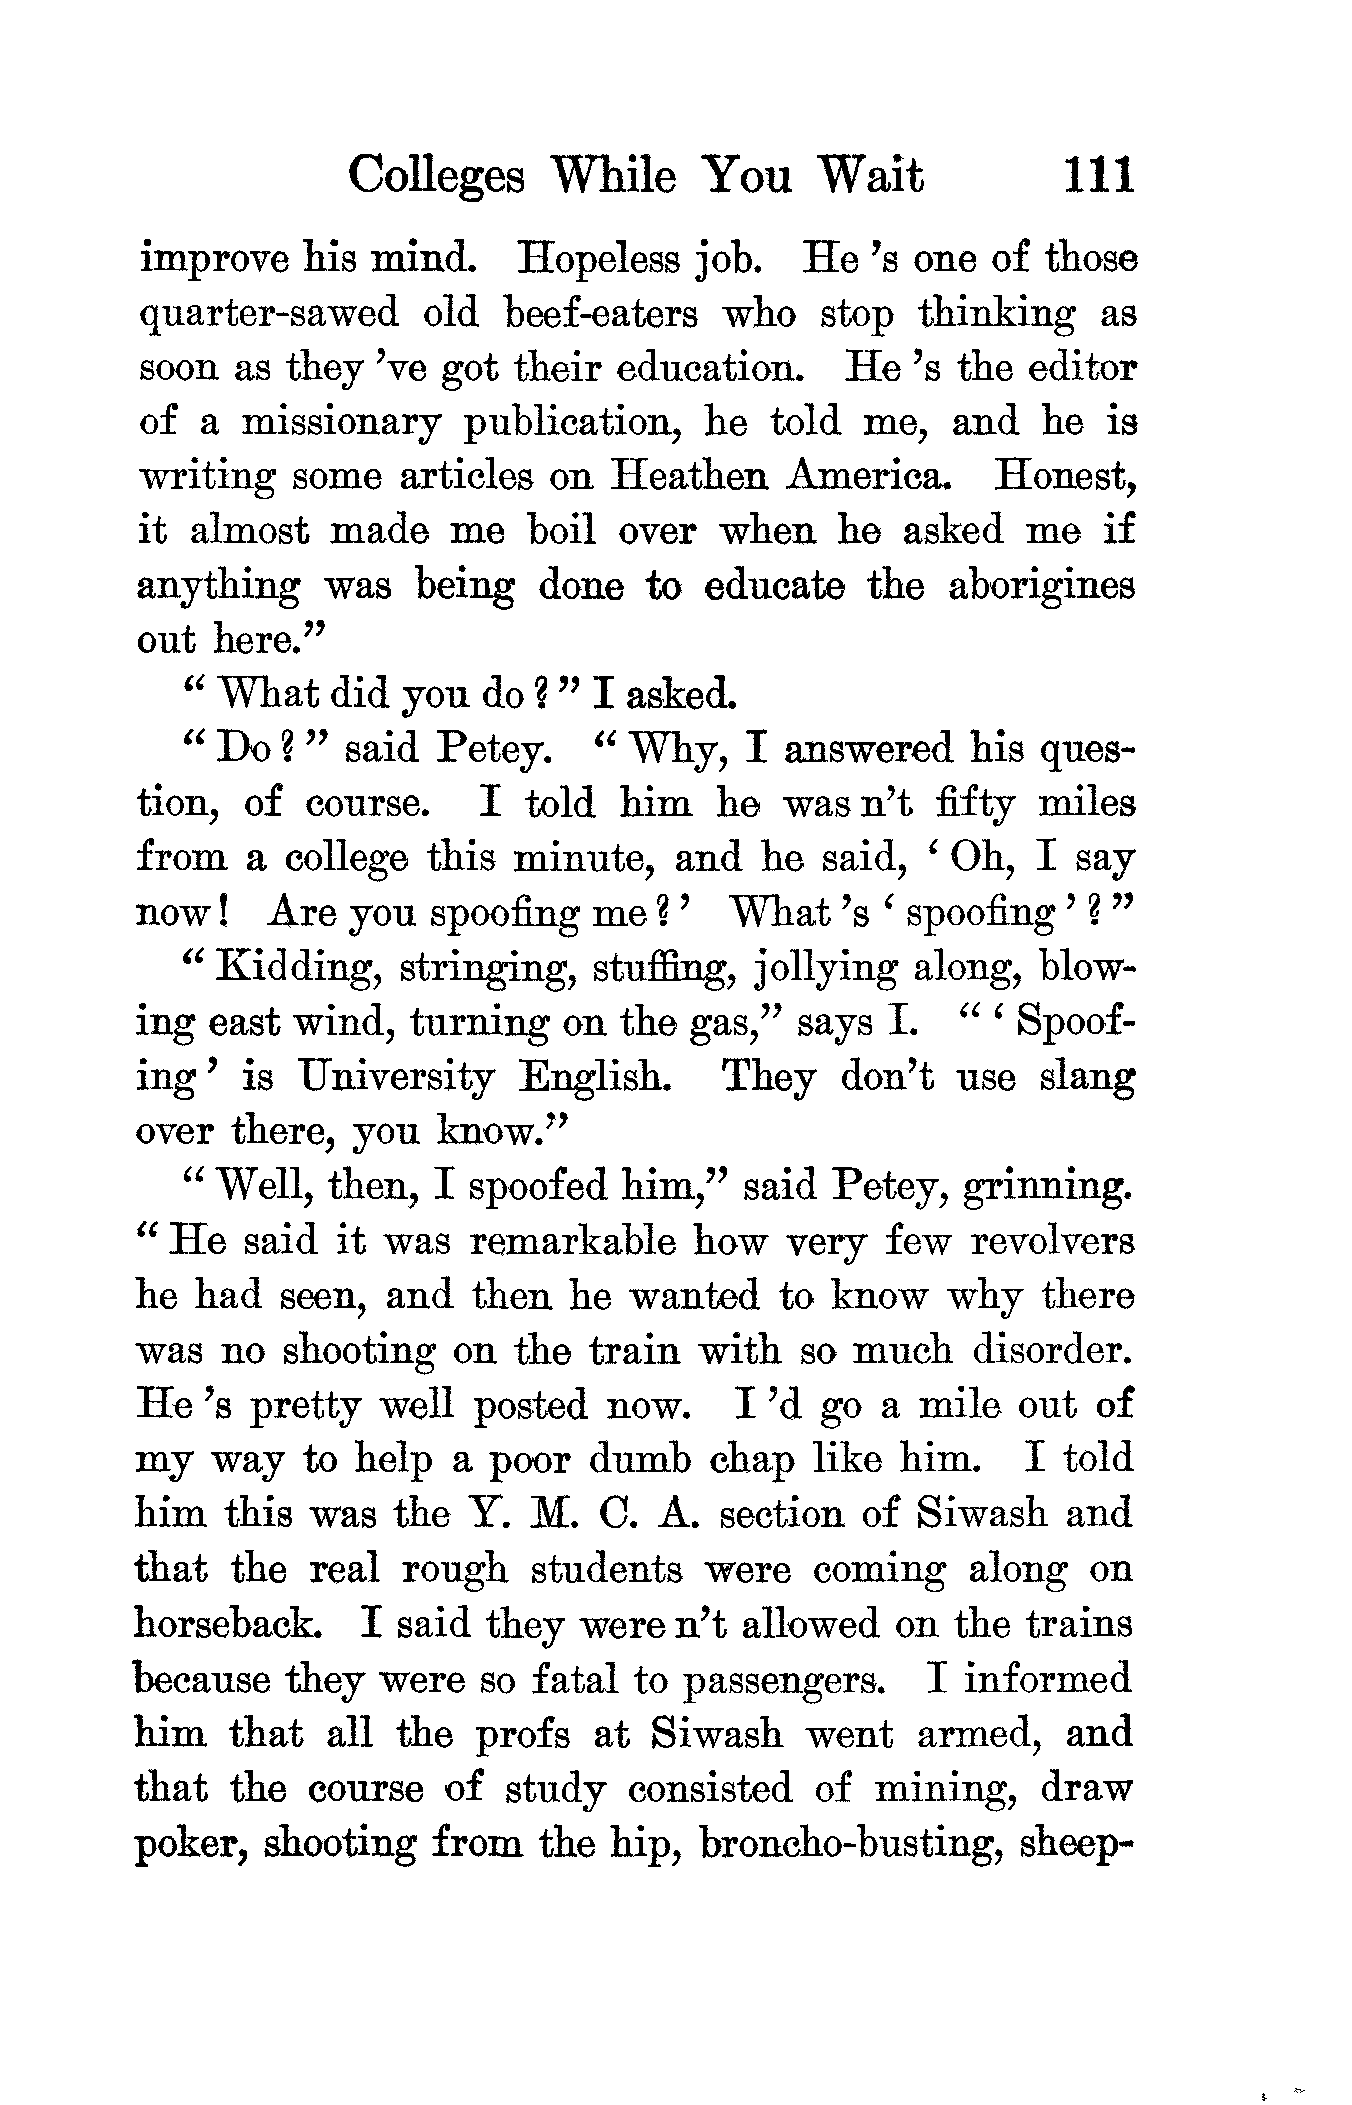 Colleges While You Wait 111
improve his mind. Hopeless job. He 's one of those
quarter-sawed old beef-eaters who stop thinking as
soon as they 've got their education. He 's the editor
of a missionary publication, he told me, and he is
writing some articles on Heathen America. Honest,
it almost made me boil over when he asked me if
anything was being done to educate the aborigines
out here."
" What did you do ? " I asked.
" Do ? " said Petey. " Why, I answered his ques-
tion, of course. I told him he was n't fifty miles
from a college this minute, and he said, ' Oh, I say
now ! Are you spoofing me ? ' What 's ' spoofing ' ? "
" Kidding, stringing, stuffing, jollying along, blow-
ing east wind, turning on the gas," says I. " ' Spoof-
ing ' is University English. They don't use slang
over there, you know."
" Well, then, I spoofed him," said Petey, grinning.
" He said it was remarkable how very few revolvers
he had seen, and then he wanted to know why there
was no shooting on the train with so much disorder.
He 's pretty well posted now. I 'd go a mile out of
my way to help a poor dumb chap like him. I told
him this was the Y. M. C. A. section of Siwash and
that the real rough students were coming along on
horseback. I said they were n't allowed on the trains
because they were so fatal to passengers. I informed
him that all the profs at Siwash went armed, and
that the course of study consisted of mining, draw
poker, shooting from the hip, broncho-busting, sheep-